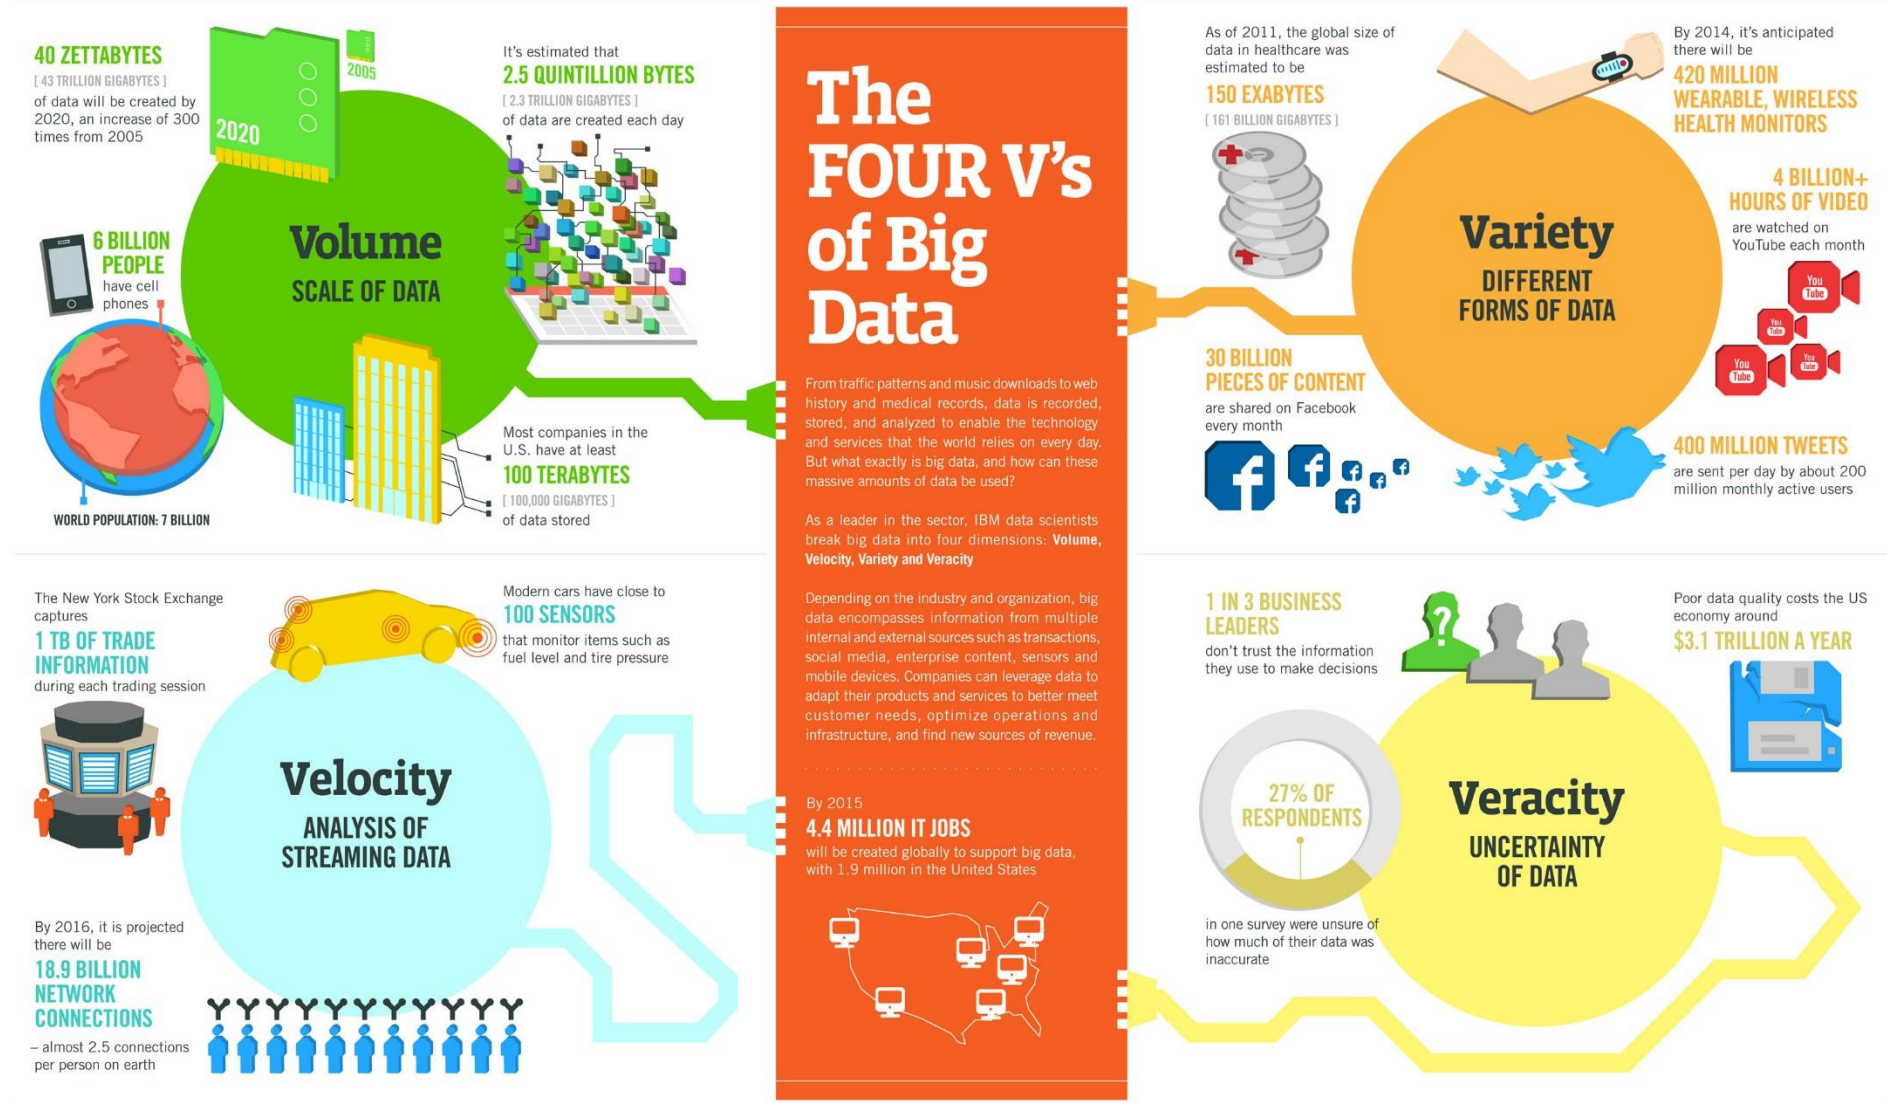 40 ZETTABYTES
[ 43 TRILLION GIGABYTES ]
of data will be created by
2020, an increase of 300
times from 2005
2020
2005
It's estimated that
2.5 QUINTILLION BYTES
[ 2.3 TRILLION GIGABYTES ]
of data are created each day
6 BILLION
PEOPLE
have cell
phones
Volume
SCALE OF DATA
WORLD POPULATION: 7 BILLION
Most companies in the
U.S. have at least
100 TERABYTES
[ 100,000 GIGABYTES ]
of data stored
The New York Stock Exchange
captures
1 TB OF TRADE
INFORMATION
during each trading session
Modern cars have close to
100 SENSORS
that monitor items such as
fuel level and tire pressure
Velocity
ANALYSIS OF
STREAMING DATA
By 2016, it is projected
there will be
18.9 BILLION
NETWORK
CONNECTIONS
– almost 2.5 connections
per person on earth
The
FOUR V's
of Big
Data
From traffic patterns and music downloads to web
history and medical records, data is recorded,
stored, and analyzed to enable the technology
and services that the world relies on every day.
But what exactly is big data, and how can these
massive amounts of data be used?
As a leader in the sector, IBM data scientists
break big data into four dimensions: Volume,
Velocity, Variety and Veracity
Depending on the industry and organization, big
data encompasses information from multiple
internal and external sources such as transactions,
social media, enterprise content, sensors and
mobile devices. Companies can leverage data to
adapt their products and services to better meet
customer needs, optimize operations and
infrastructure, and find new sources of revenue.
By 2015
4.4 MILLION IT JOBS
will be created globally to support big data,
with 1.9 million in the United States
As of 2011, the global size of
data in healthcare was
estimated to be
150 EXABYTES
[ 161 BILLION GIGABYTES ]
By 2014, it's anticipated
there will be
420 MILLION
WEARABLE, WIRELESS
HEALTH MONITORS
4 BILLION+
HOURS OF VIDEO
are watched on
YouTube each month
You
Tube
You
Tube
You
Tube
You
Tube
Variety
DIFFERENT
FORMS OF DATA
30 BILLION
PIECES OF CONTENT
are shared on Facebook
every month
f
f
f
f
f
f
400 MILLION TWEETS
are sent per day by about 200
million monthly active users
1 IN 3 BUSINESS
LEADERS
don't trust the information
they use to make decisions
?
Poor data quality costs the US
economy around
$3.1 TRILLION A YEAR
27% OF
RESPONDENTS
in one survey were unsure of
how much of their data was
inaccurate
Veracity
UNCERTAINTY
OF DATA